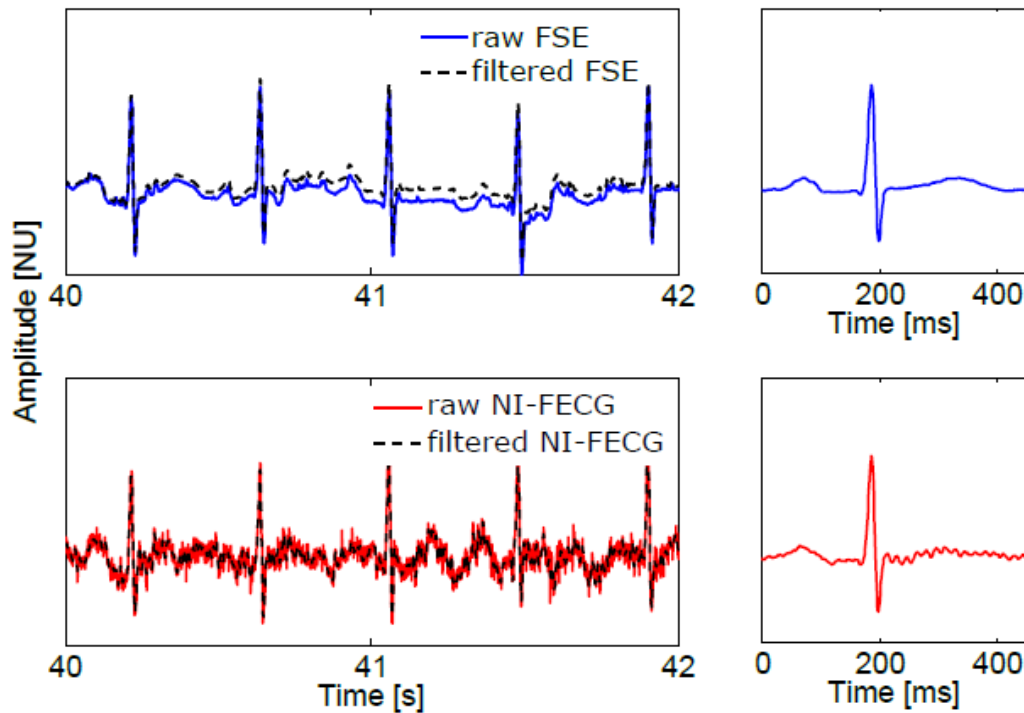 raw FSE
filtered FSE
Amplitude [NU]
40 41 42
0 200 400
Time [ms]
raw NI-FECG
filtered NI-FECG
40 41 42
Time [s]
0 200 400
Time [ms]